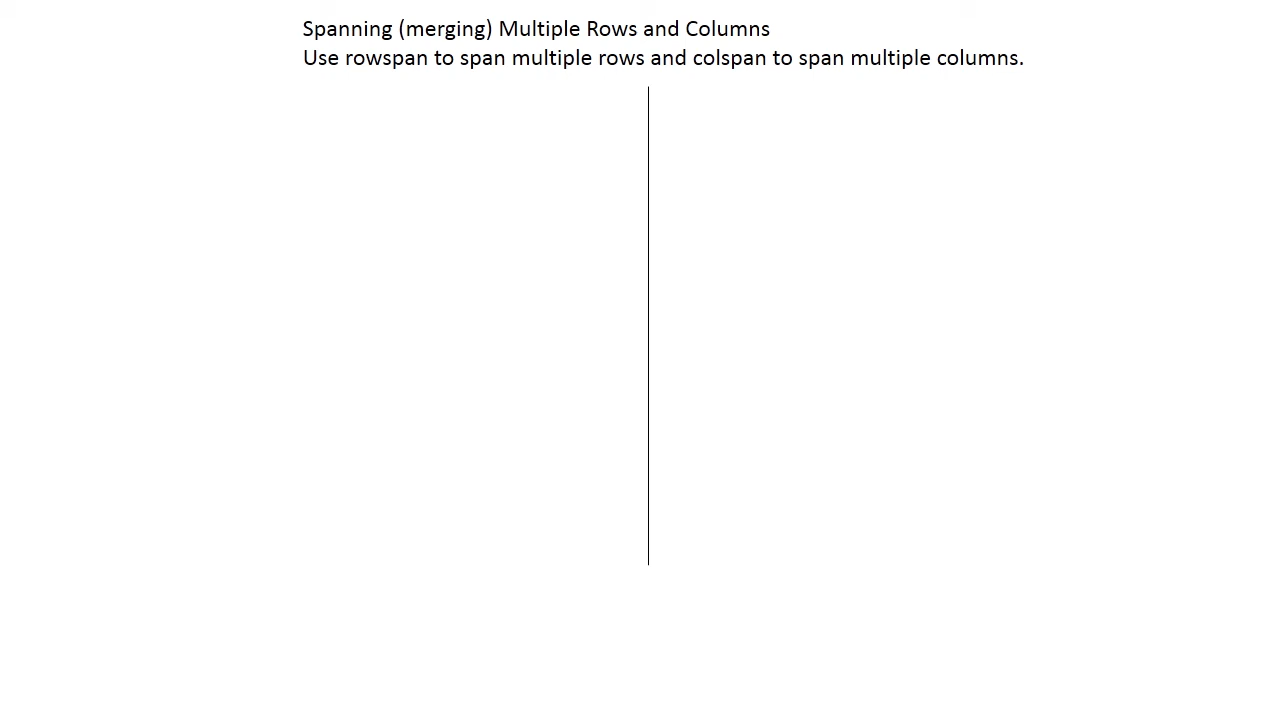 Spanning (merging) Multiple Rows and Columns
Use rowspan to span multiple rows and colspan to span multiple columns.